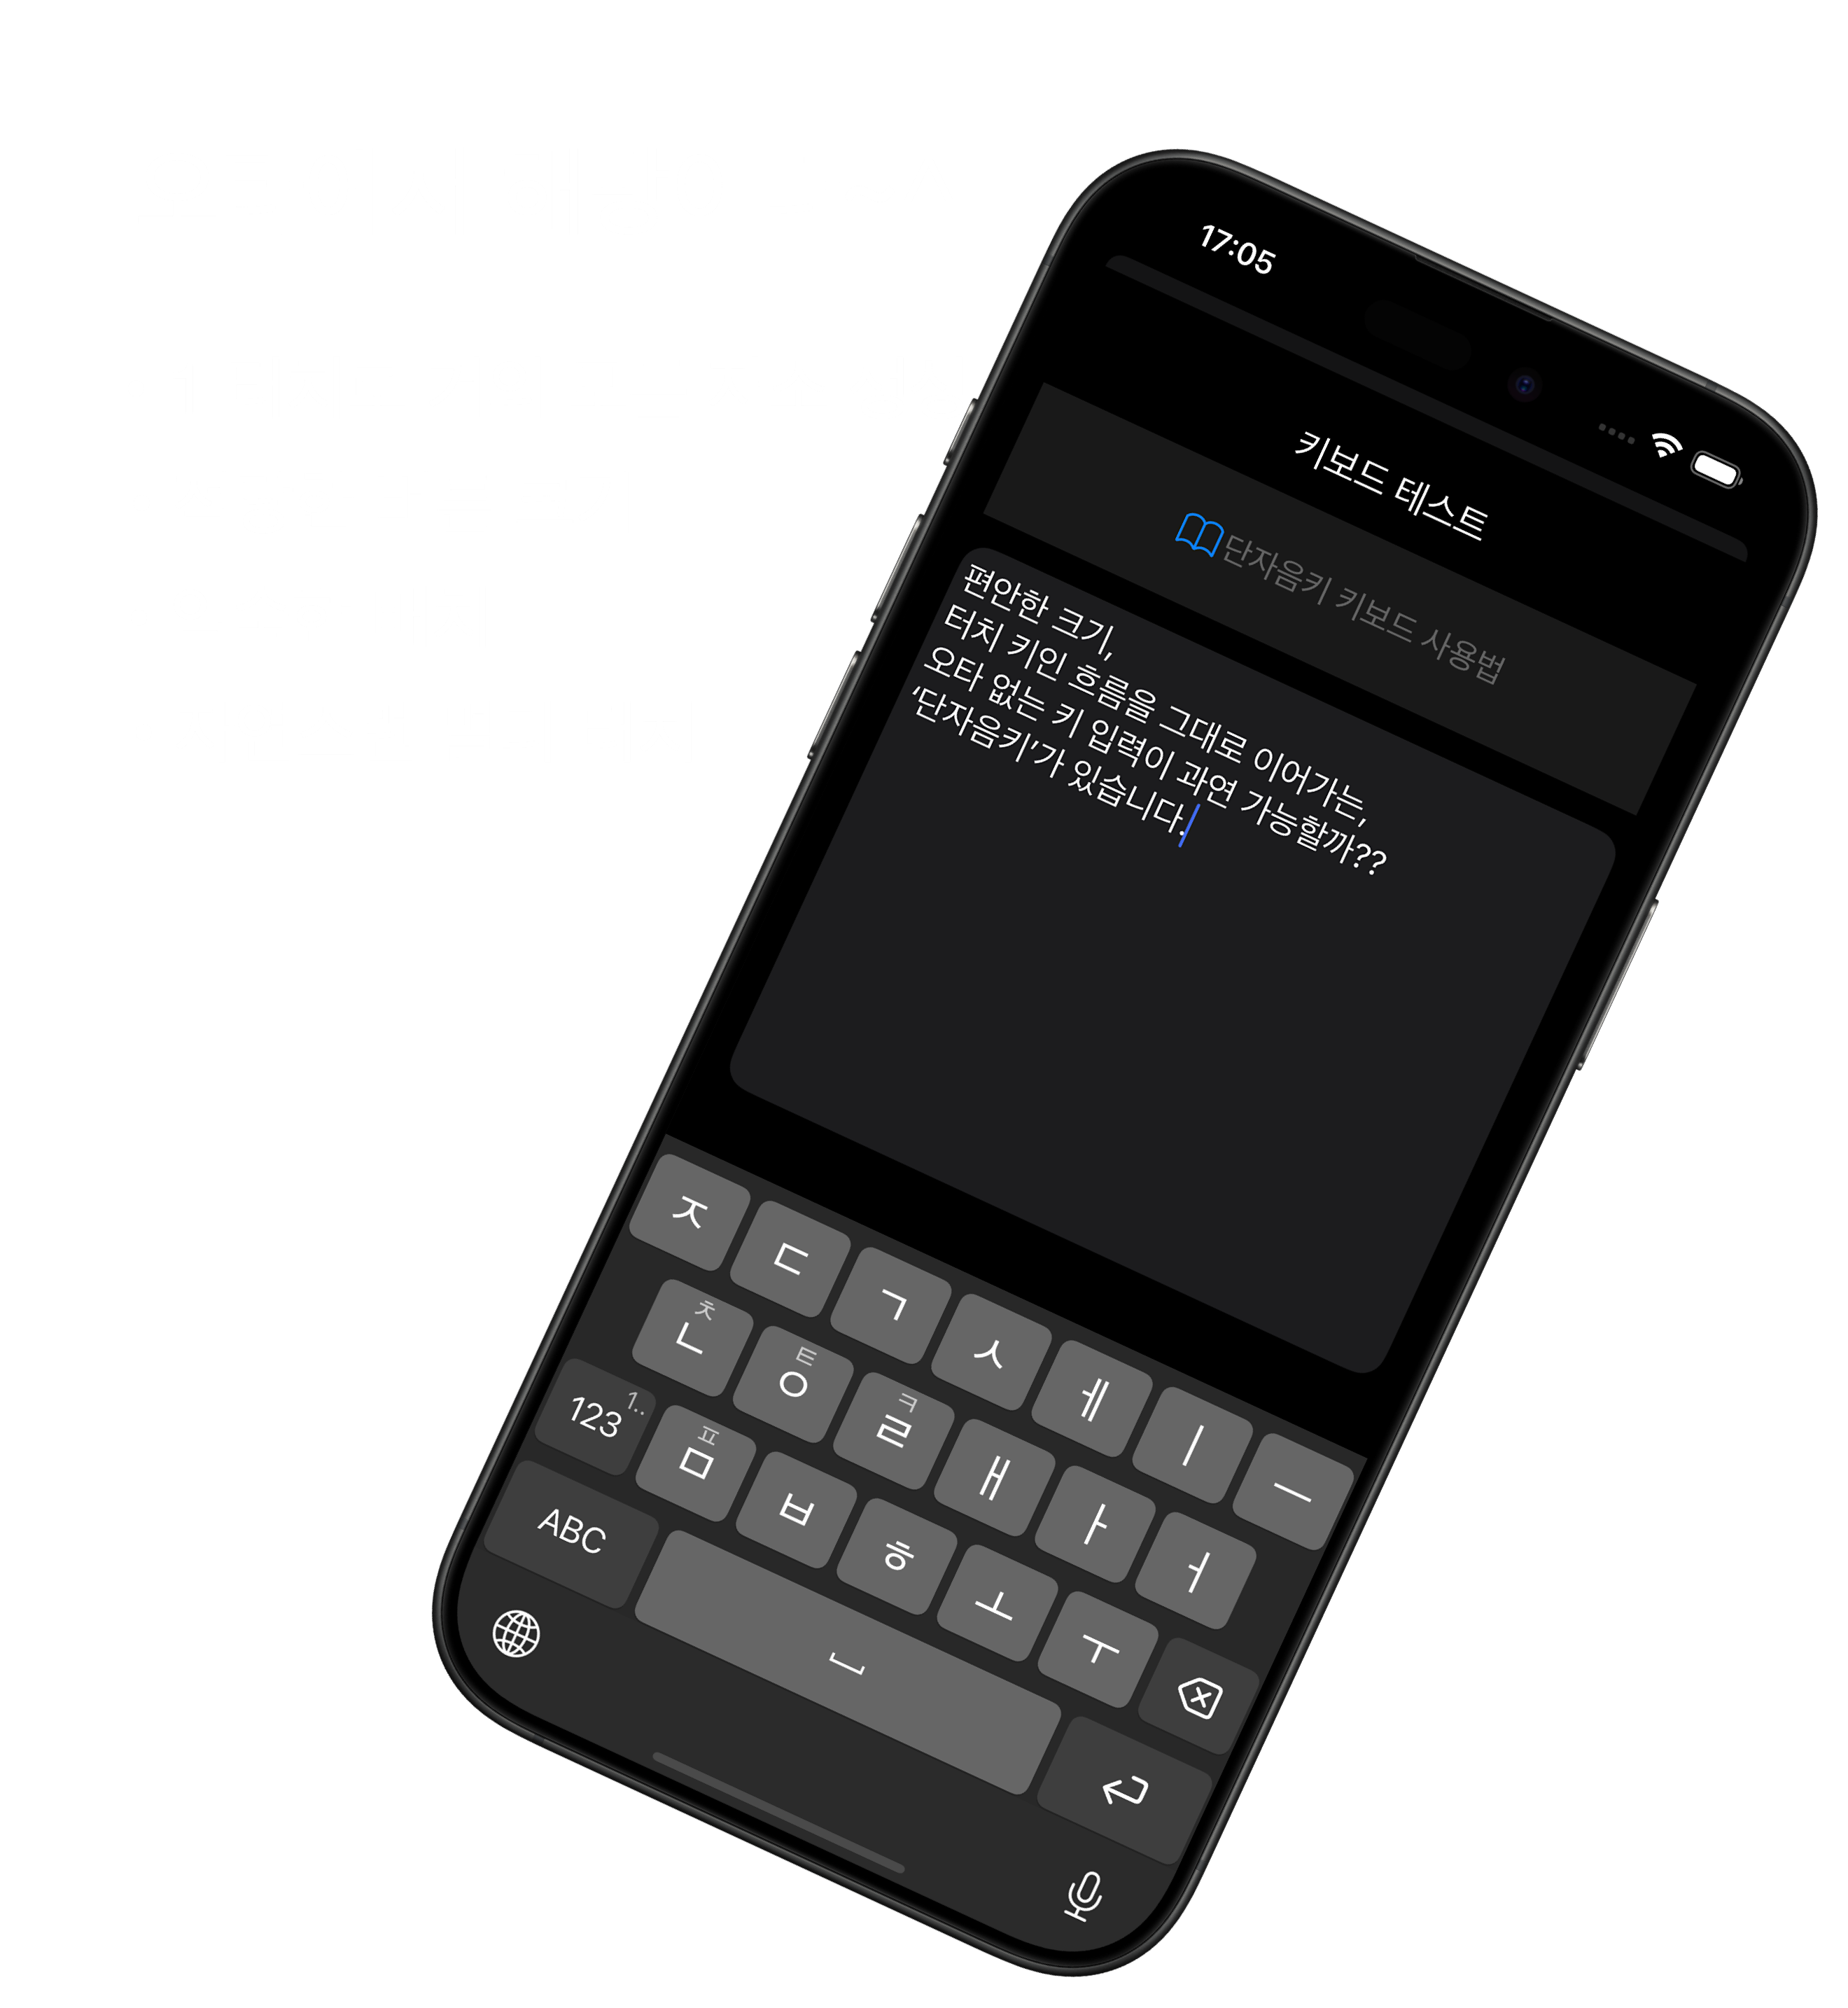 17:05
키보드 테스트
단자음키 키보드 사용법
편안한 크기,
터치 키인 흐름을 그대로 이어가는,
오타 없는 키 입력이 과연 가능할까??
'단자음키'가 있습니다.
ㅈ ㄷ ㄱ ㅅ ㅔ ㅣ ㅡ
ㅊ ㅌ ㅋ
ㄴ ㅇ ㄹ ㅐ ㅏ ㅓ
1.. ㅍ
123 ㅁ ㅂ ㅎ ㅗ ㅜ
ABC